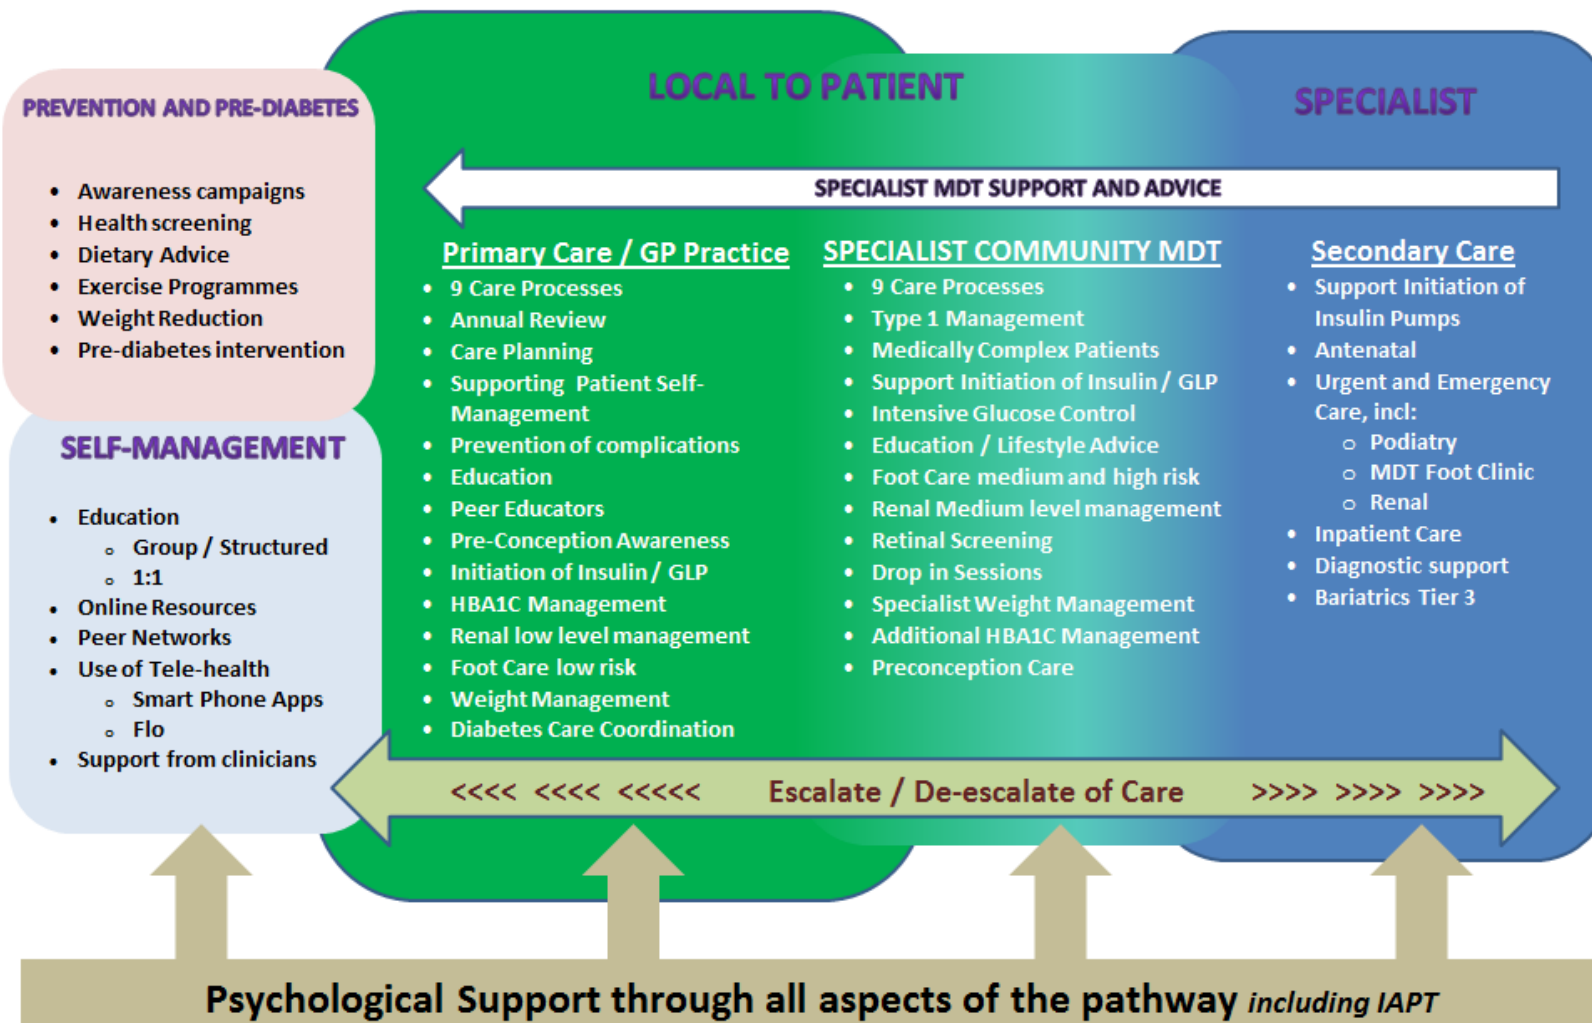 LOCAL TO PATIENT
SPECIALIST
PREVENTION AND PRE-DIABETES
• Awareness campaigns
• Health screening
• Dietary Advice
• Exercise Programmes
• Weight Reduction
• Pre-diabetes intervention
SELF-MANAGEMENT
• Education
o Group / Structured
o 1:1
• Online Resources
• Peer Networks
• Use of Tele-health
o Smart Phone Apps
o Flo
• Support from clinicians
SPECIALIST MDT SUPPORT AND ADVICE
Primary Care / GP Practice
• 9 Care Processes
• Annual Review
• Care Planning
• Supporting Patient Self-
Management
• Prevention of complications
• Education
• Peer Educators
• Pre-Conception Awareness
• Initiation of Insulin / GLP
• HBA1C Management
• Renal low level management
• Foot Care low risk
• Weight Management
• Diabetes Care Coordination
SPECIALIST COMMUNITY MDT
• 9 Care Processes
• Type 1 Management
• Medically Complex Patients
• Support Initiation of Insulin / GLP
• Intensive Glucose Control
• Education / Lifestyle Advice
• Foot Care medium and high risk
• Renal Medium level management
• Retinal Screening
• Drop in Sessions
• Specialist Weight Management
• Additional HBA1C Management
• Preconception Care
Secondary Care
• Support Initiation of
Insulin Pumps
• Antenatal
• Urgent and Emergency
Care, incl:
o Podiatry
o MDT Foot Clinic
o Renal
• Inpatient Care
• Diagnostic support
• Bariatrics Tier 3
<<<< <<<< <<<<< Escalate / De-escalate of Care >>>> >>>> >>>>
Psychological Support through all aspects of the pathway including IAPT